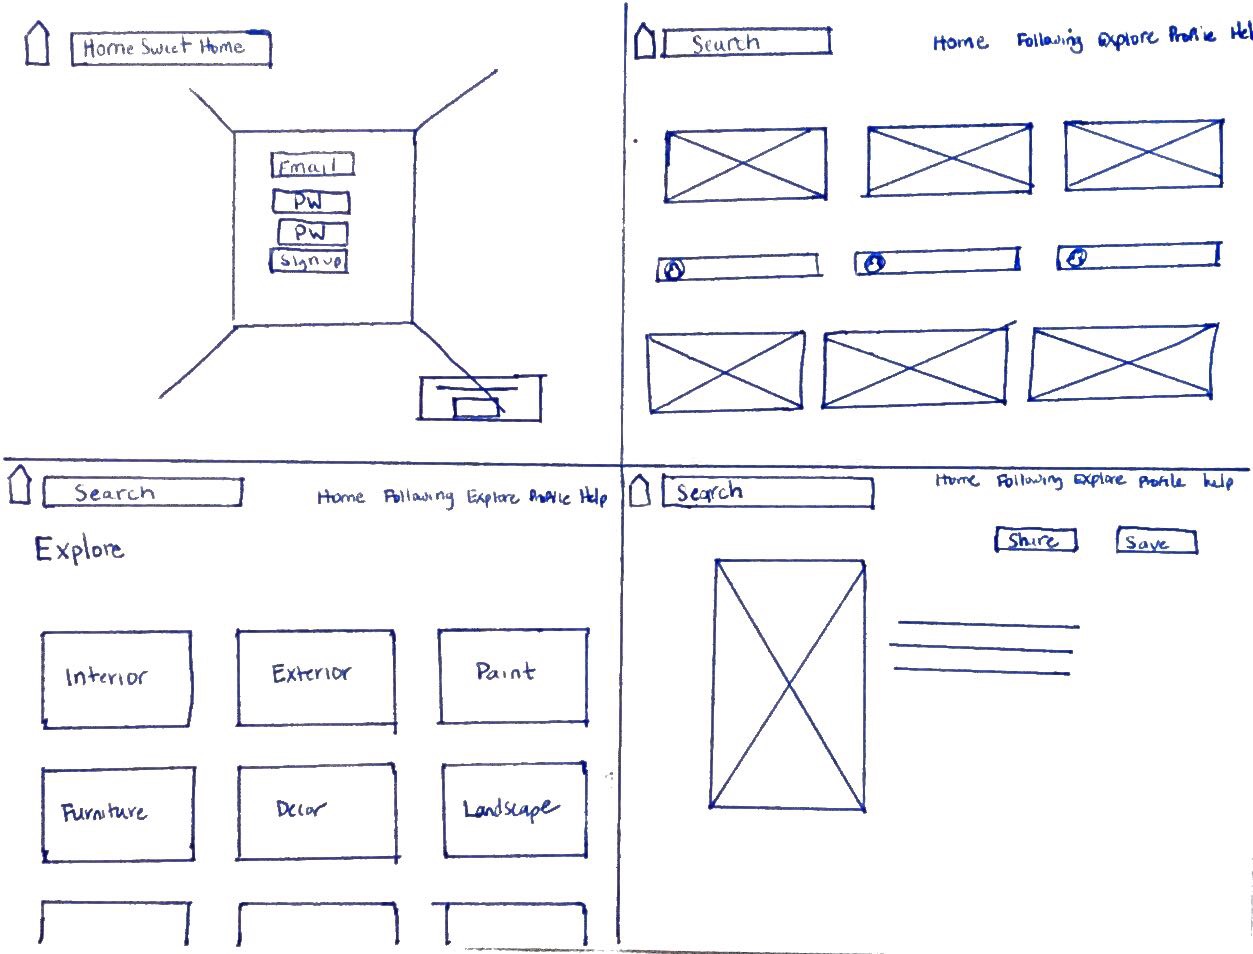 Home Sweet Home
Email
PW
PW
Signup
Search
Home Following Explore Profile Hel
Search
Home Following Explore Profile Help
Explore
Interior Exterior Paint
Furniture Decor Landscape
Search
Home Following Explore Profile help
Share Save